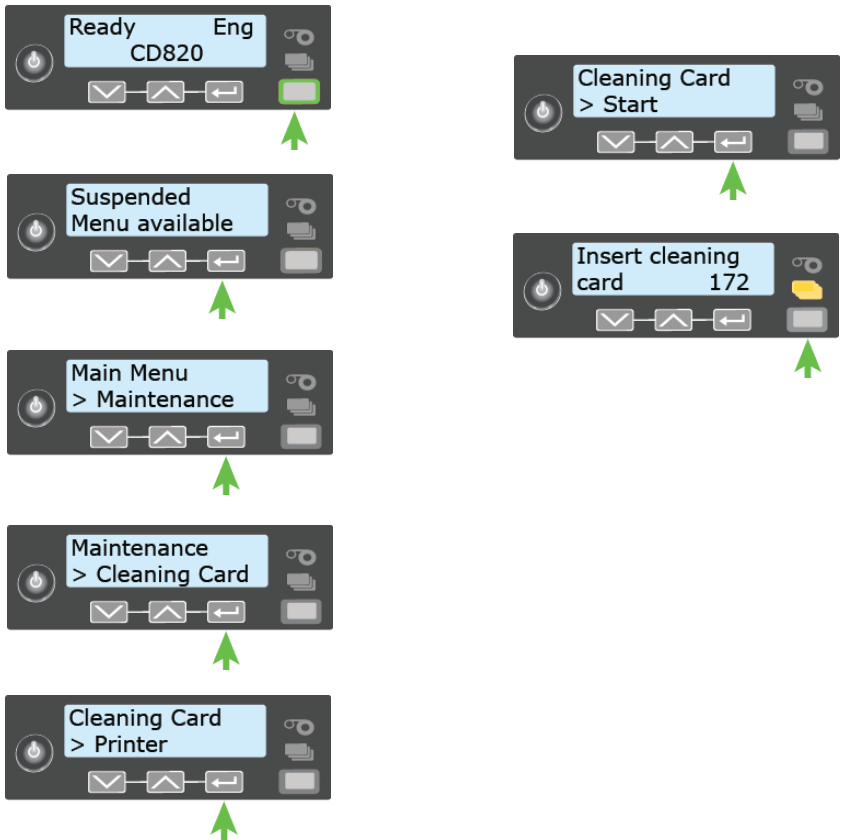 Ready Eng
CD820
Suspended
Menu available
Main Menu
> Maintenance
Maintenance
> Cleaning Card
Cleaning Card
> Printer
Cleaning Card
> Start
Insert cleaning
card 172